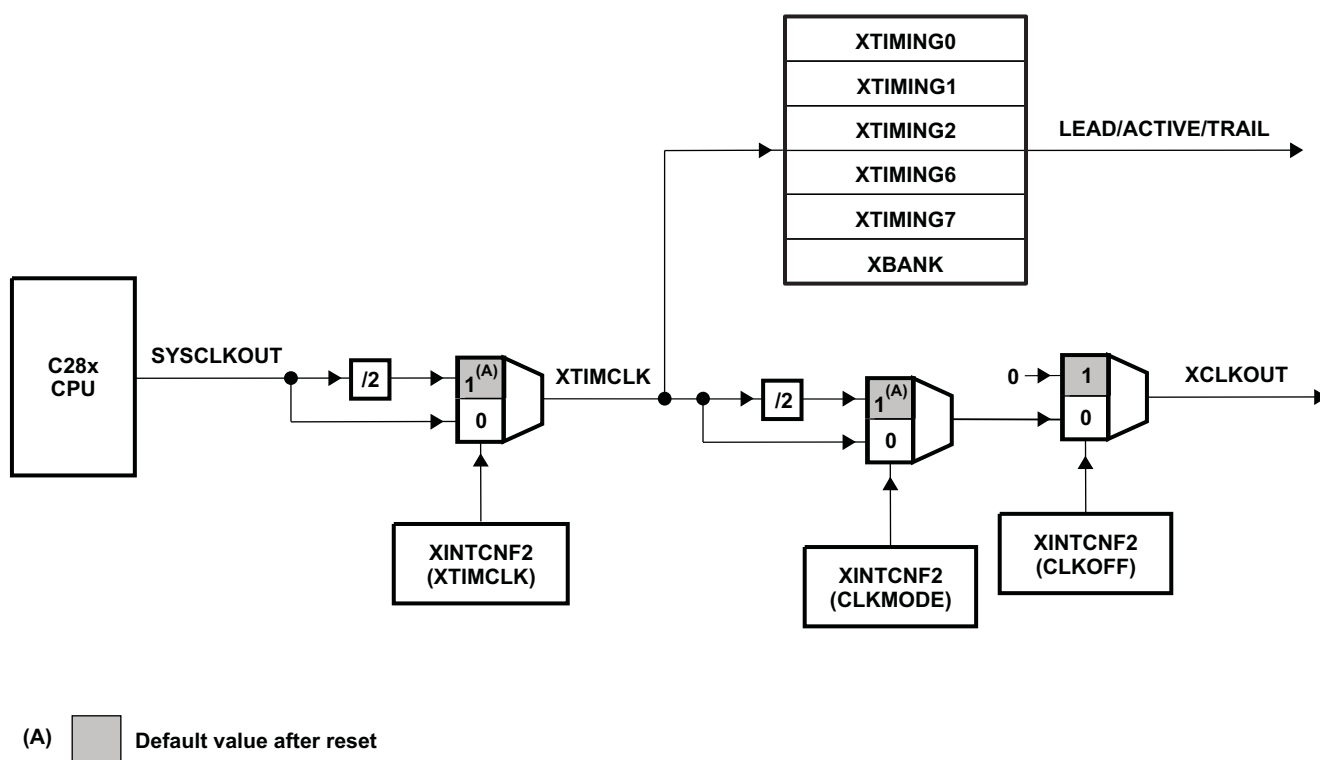 XTIMING0
XTIMING1
XTIMING2
LEAD/ACTIVE/TRAIL
XTIMING6
XTIMING7
XBANK
C28x
CPU
SYSCLKOUT
/2
1(A)
0
XTIMCLK
/2
1(A)
0
0
1
0
XCLKOUT
XINTCNF2
(XTIMCLK)
XINTCNF2
(CLKMODE)
XINTCNF2
(CLKOFF)
(A) Default value after reset